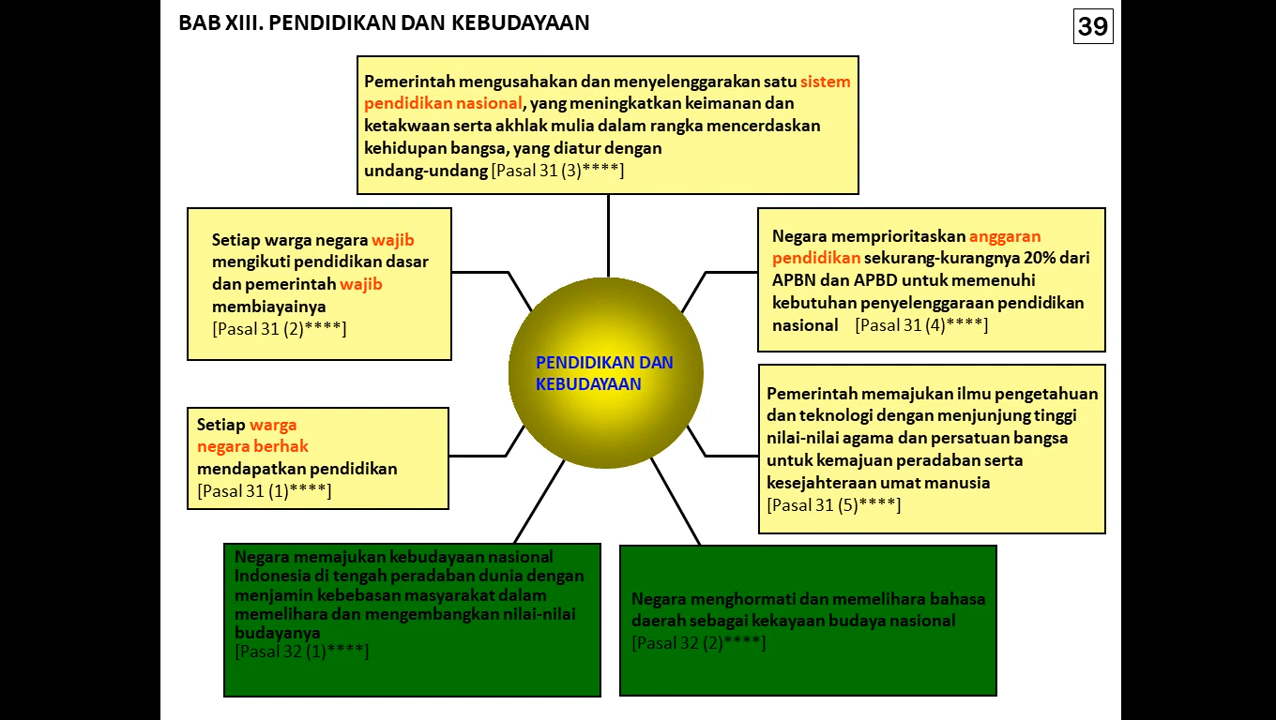 BAB XIII. PENDIDIKAN DAN KEBUDAYAAN
39
Pemerintah mengusahakan dan menyelenggarakan satu sistem
pendidikan nasional, yang meningkatkan keimanan dan
ketakwaan serta akhlak mulia dalam rangka mencerdaskan
kehidupan bangsa, yang diatur dengan
undang-undang [Pasal 31 (3)****]
Setiap warga negara wajib
mengikuti pendidikan dasar
dan pemerintah wajib
membiayainya
[Pasal 31 (2)****]
Negara memprioritaskan anggaran
pendidikan sekurang-kurangnya 20% dari
APBN dan APBD untuk memenuhi
kebutuhan penyelenggaraan pendidikan
nasional [Pasal 31 (4)****]
PENDIDIKAN DAN
KEBUDAYAAN
Setiap warga
negara berhak
mendapatkan pendidikan
[Pasal 31 (1)****]
Pemerintah memajukan ilmu pengetahuan
dan teknologi dengan menjunjung tinggi
nilai-nilai agama dan persatuan bangsa
untuk kemajuan peradaban serta
kesejahteraan umat manusia
[Pasal 31 (5)****]
Negara memajukan kebudayaan nasional
Indonesia di tengah peradaban dunia dengan
menjamin kebebasan masyarakat dalam
memelihara dan mengembangkan nilai-nilai
budayanya
[Pasal 32 (1)****]
Negara menghormati dan memelihara bahasa
daerah sebagai kekayaan budaya nasional
[Pasal 32 (2)****]